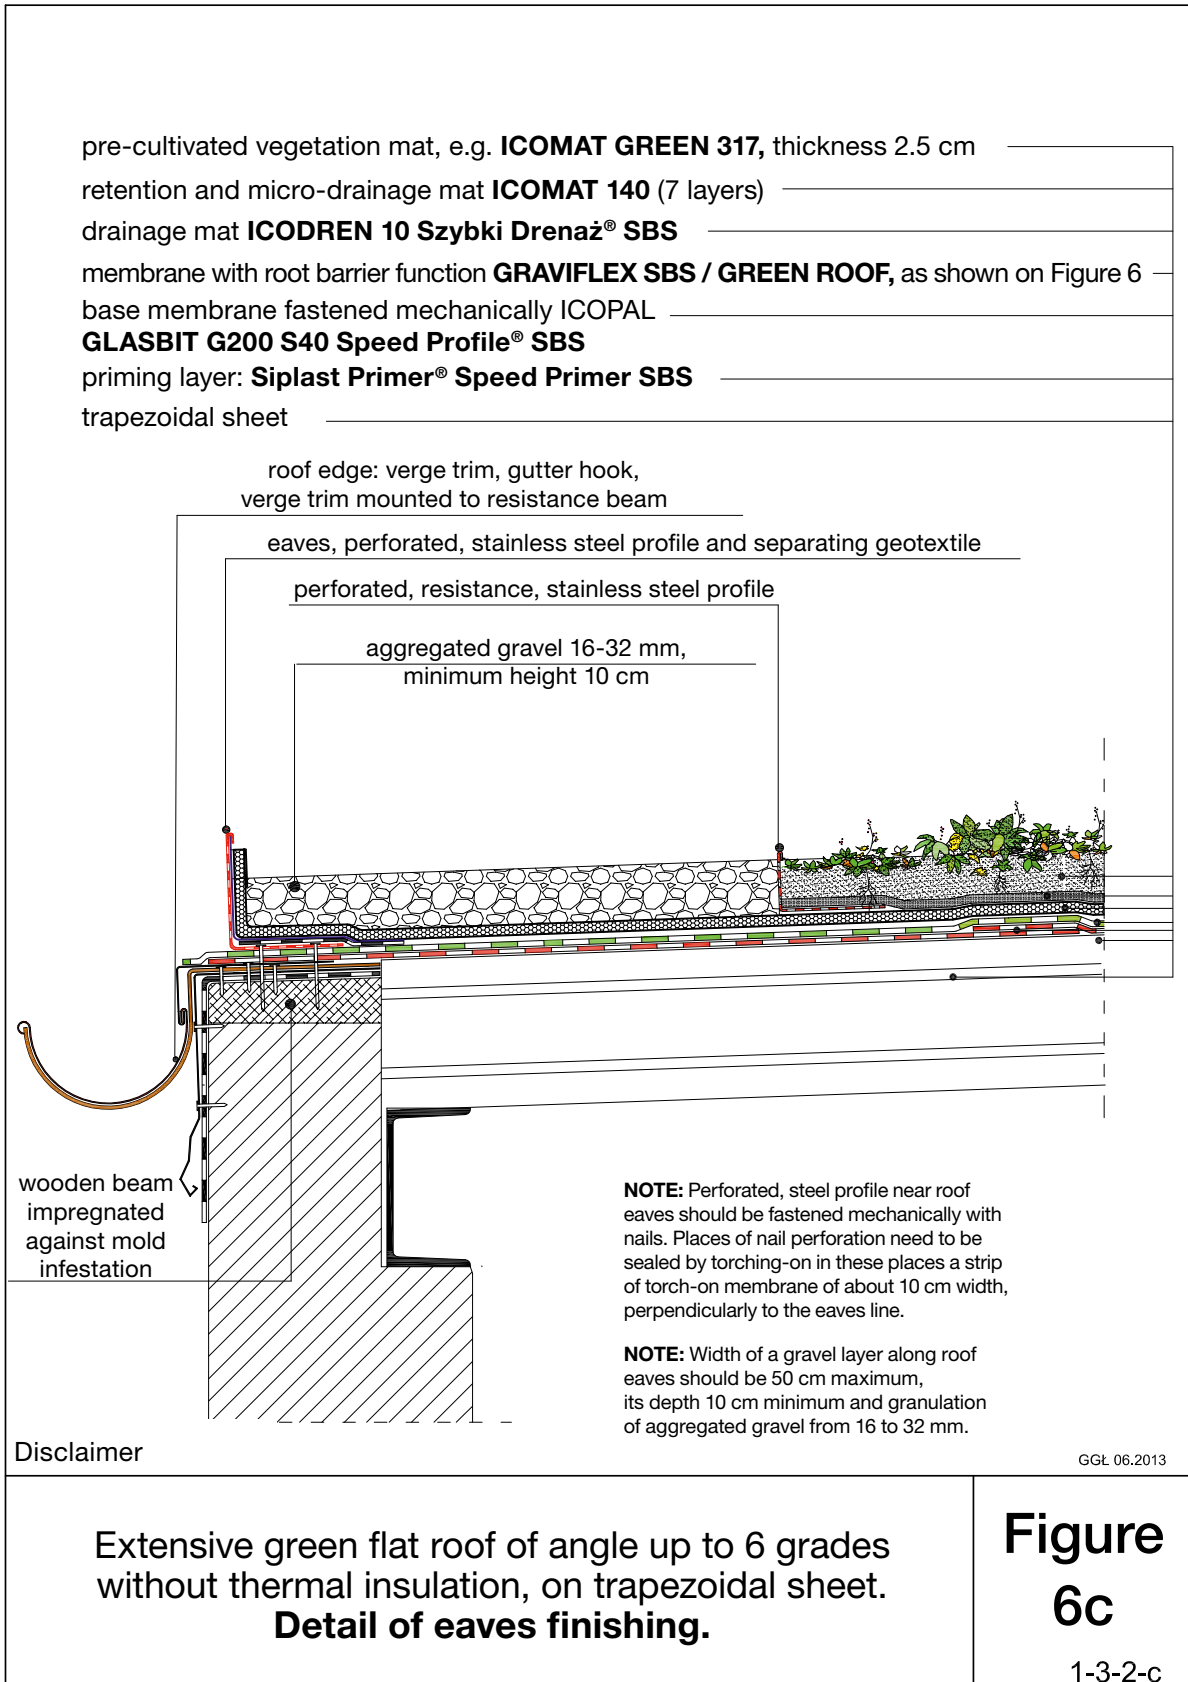 pre-cultivated vegetation mat, e.g. ICOMAT GREEN 317, thickness 2.5 cm
retention and micro-drainage mat ICOMAT 140 (7 layers)
drainage mat ICODREN 10 Szybki Drenaż® SBS
membrane with root barrier function GRAVIFLEX SBS / GREEN ROOF, as shown on Figure 6
base membrane fastened mechanically ICOPAL
GLASBIT G200 S40 Speed Profile® SBS
priming layer: Siplast Primer® Speed Primer SBS
trapezoidal sheet
roof edge: verge trim, gutter hook,
verge trim mounted to resistance beam
eaves, perforated, stainless steel profile and separating geotextile
perforated, resistance, stainless steel profile
aggregated gravel 16-32 mm,
minimum height 10 cm
wooden beam
impregnated
against mold
infestation
NOTE: Perforated, steel profile near roof
eaves should be fastened mechanically with
nails. Places of nail perforation need to be
sealed by torching-on in these places a strip
of torch-on membrane of about 10 cm width,
perpendicularly to the eaves line.
NOTE: Width of a gravel layer along roof
eaves should be 50 cm maximum,
its depth 10 cm minimum and granulation
of aggregated gravel from 16 to 32 mm.
Disclaimer
GGŁ 06.2013
Extensive green flat roof of angle up to 6 grades
without thermal insulation, on trapezoidal sheet.
Detail of eaves finishing.
Figure
6c
1-3-2-c